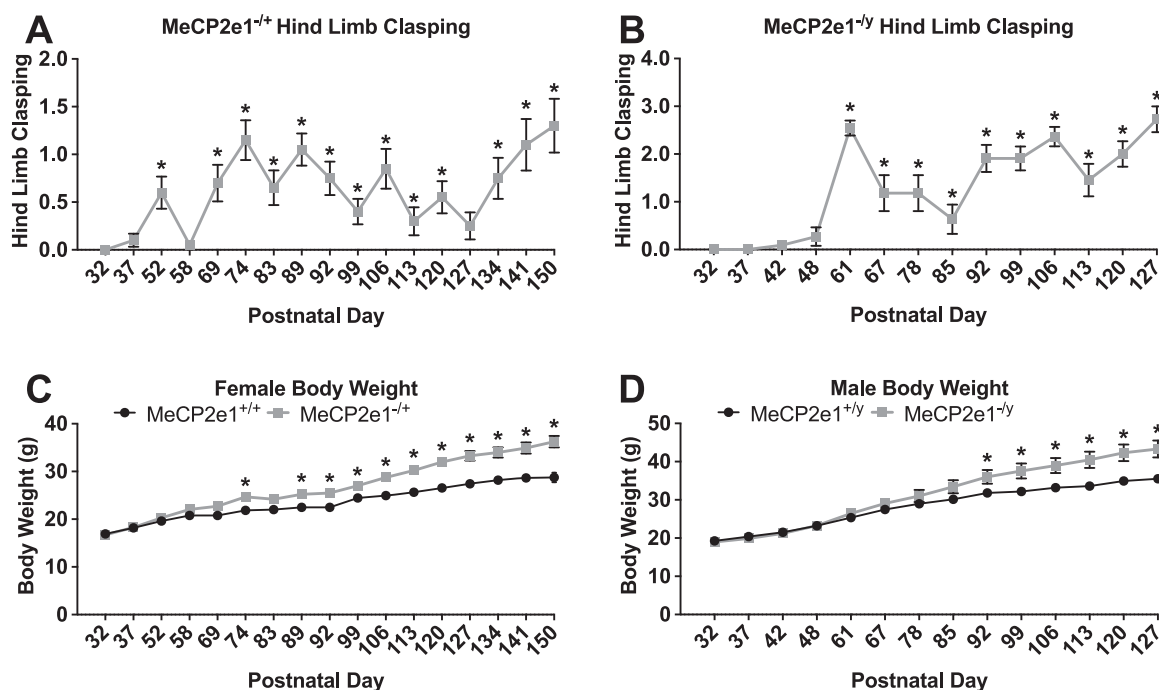 A
MeCP2e1-/+ Hind Limb Clasping
Hind Limb Clasping
2.0
1.5
1.0
0.5
0.0
* * * * * * * * * * * * * *
32 37 52 58 69 74 83 89 92 99 106 113 120 127 134 141 150
Postnatal Day
B
MeCP2e1-/y Hind Limb Clasping
Hind Limb Clasping
4.0
3.0
2.0
1.0
0.0
* * * * * * * * * *
32 37 42 48 61 67 78 85 92 99 106 113 120 127
Postnatal Day
C
Female Body Weight
MeCP2e1+/+ MeCP2e1-/+
Body Weight (g)
40
30
20
10
0
* * * * * * * * * * *
32 37 52 58 69 74 83 89 92 99 106 113 120 127 134 141 150
Postnatal Day
D
Male Body Weight
MeCP2e1+/y MeCP2e1-/y
Body Weight (g)
50
40
30
20
10
0
* * * * * *
32 37 42 48 61 67 78 85 92 99 106 113 120 127
Postnatal Day